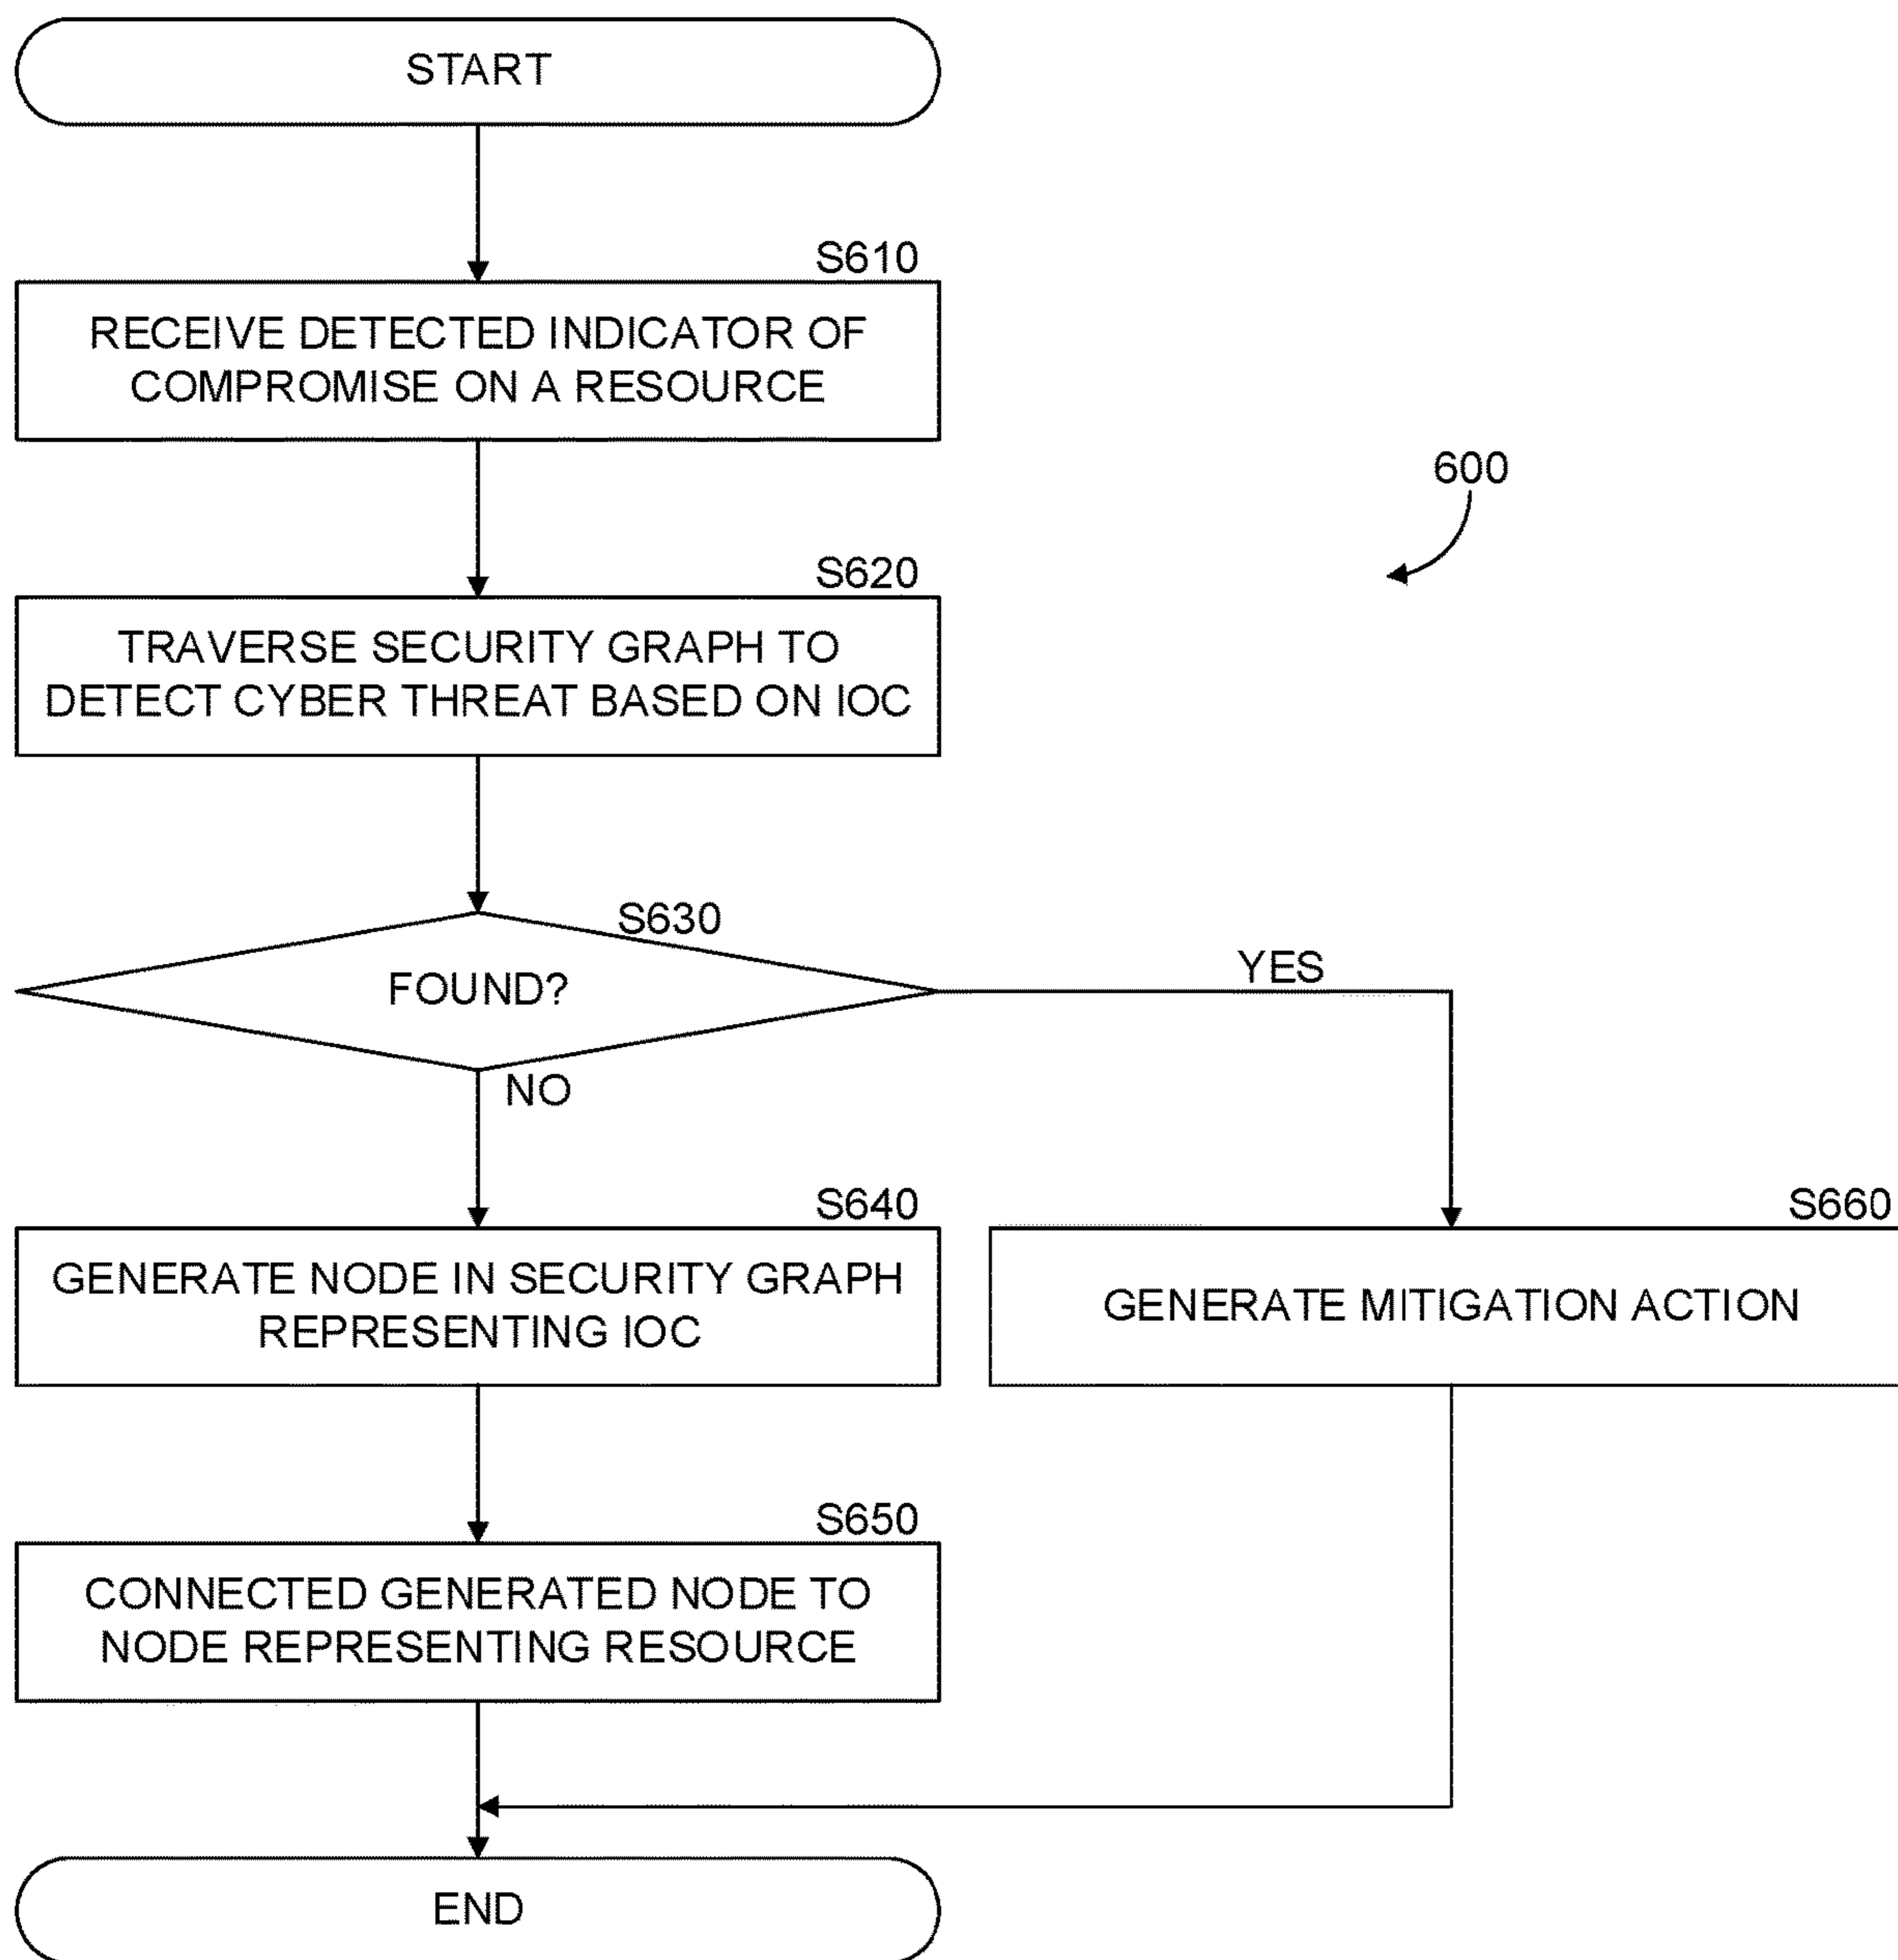 START
S610
RECEIVE DETECTED INDICATOR OF
COMPROMISE ON A RESOURCE
600
S620
TRAVERSE SECURITY GRAPH TO
DETECT CYBER THREAT BASED ON IOC
S630
FOUND?
YES
NO
S640
GENERATE NODE IN SECURITY GRAPH
REPRESENTING IOC
S660
GENERATE MITIGATION ACTION
S650
CONNECTED GENERATED NODE TO
NODE REPRESENTING RESOURCE
END